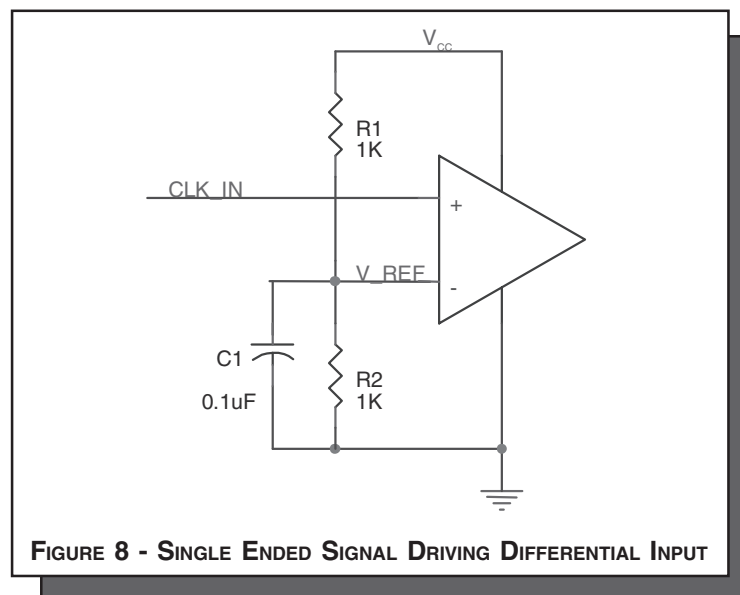 Vcc
R1
1K
CLK_IN
+
V_REF
-
C1
0.1uF
R2
1K
FIGURE 8 - SINGLE ENDED SIGNAL DRIVING DIFFERENTIAL INPUT